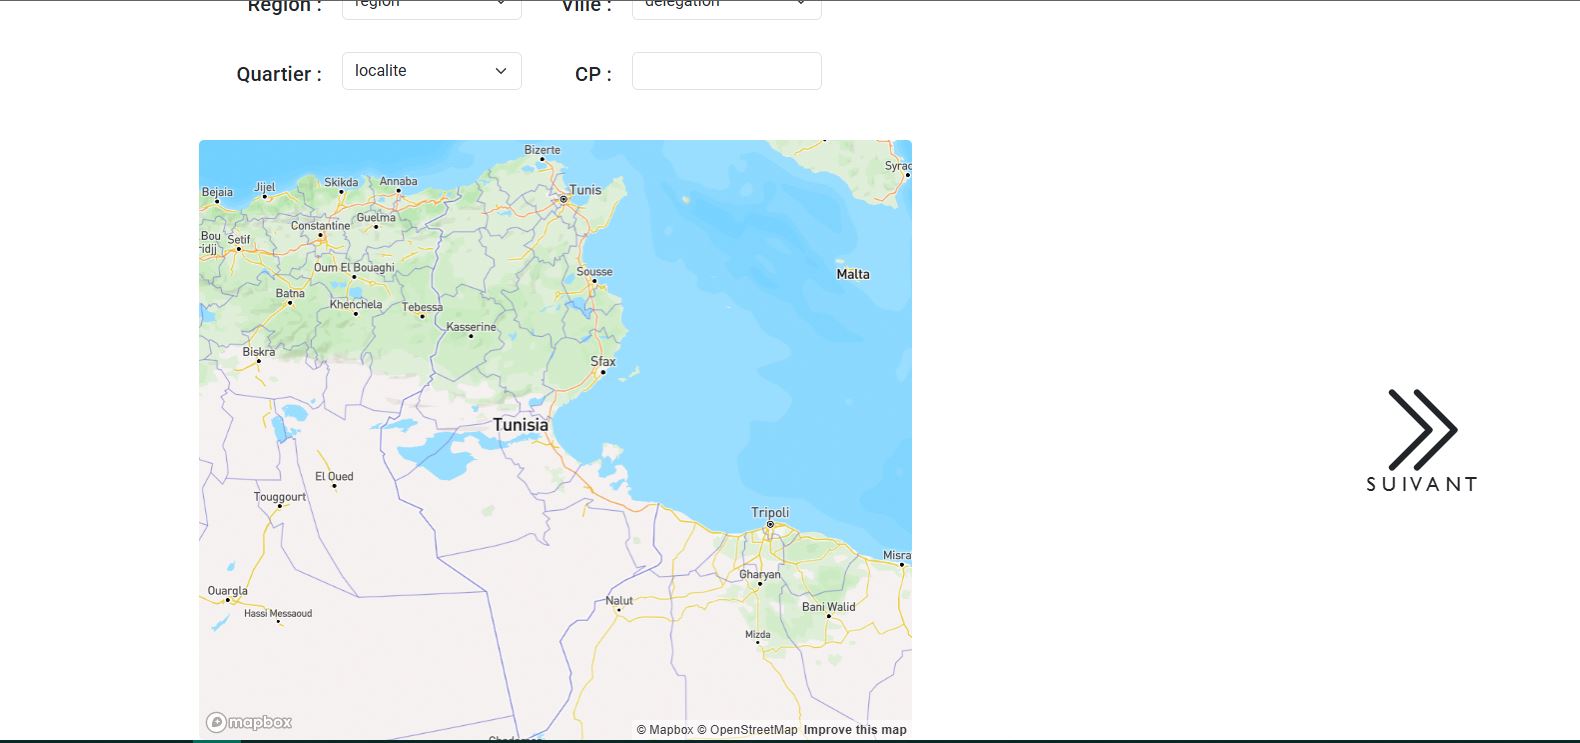 Région : region Ville : delegation
Quartier : localite CP :
Bizerte
Tunis
Syrac
Bejaia Jijel Skikda Annaba
Guelma
Constantine
Bou
ridjj Setif
Oum El Bouaghi
Sousse
Malta
Batna
Khenchela Tebessa
Kasserine
Biskra
Sfax
Tunisia
El Oued
Touggourt
SUIVANT
Tripoli
Misra
Gharyan
Ouargla
Nalut
Bani Walid
Hassi Messaoud
Mizda
mapbox
© Mapbox © OpenStreetMap Improve this map